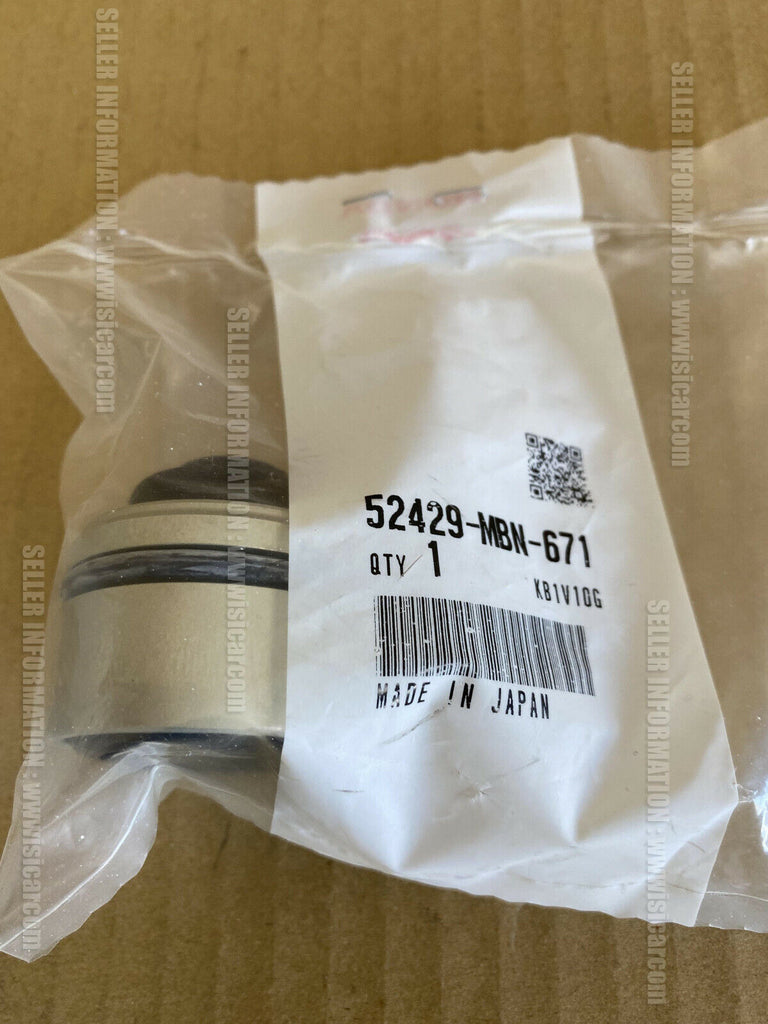 52429-MBN-671
QTY 1
KB1V10G
MADE IN JAPAN
SELLER INFORMATION : www.isicar.com
SELLER INFORMATION : www.isicar.com
SELLER INFORMATION : www.isicar.com
SELLER INFORMATION : www.isicar.com
SELLER INFORMATION : www.isicar.com